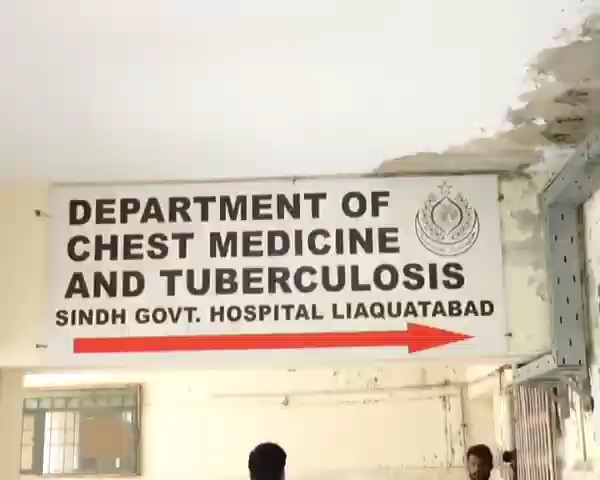 DEPARTMENT OF
CHEST MEDICINE
AND TUBERCULOSIS
SINDH GOVT. HOSPITAL LIAQUATABAD